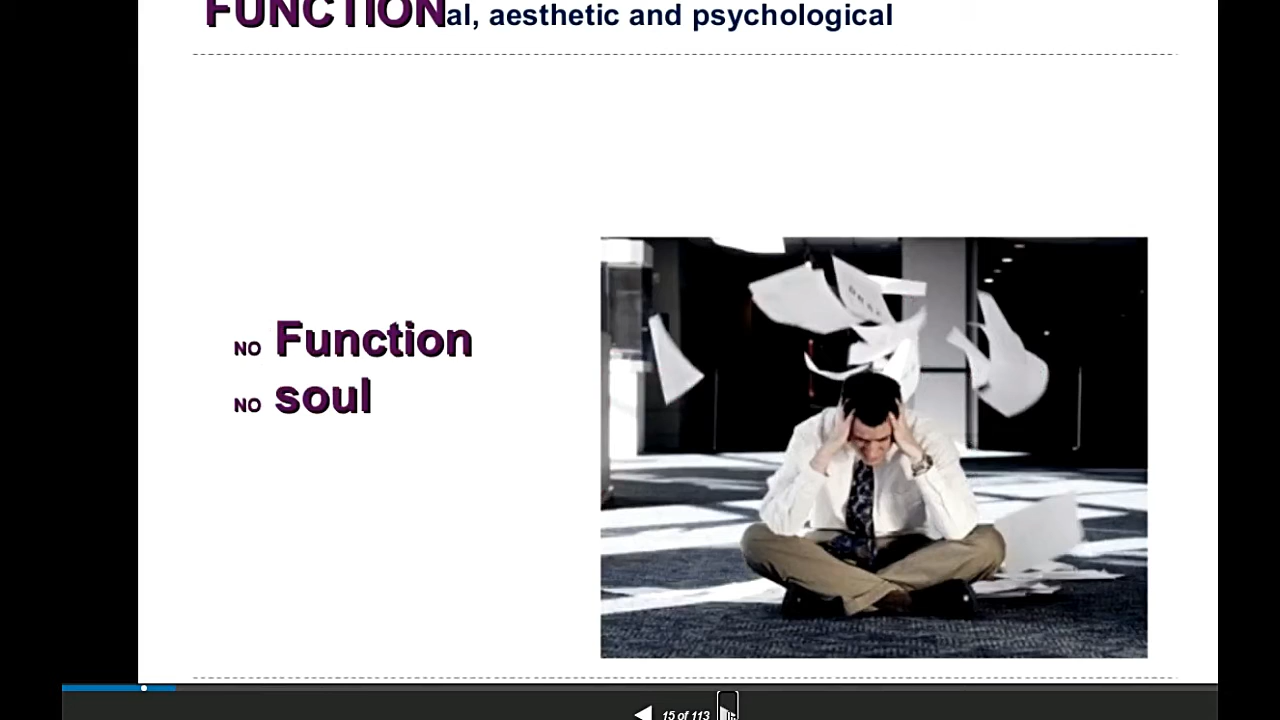 FUNCTIONal, aesthetic and psychological
NO Function
NO soul
15 of 113